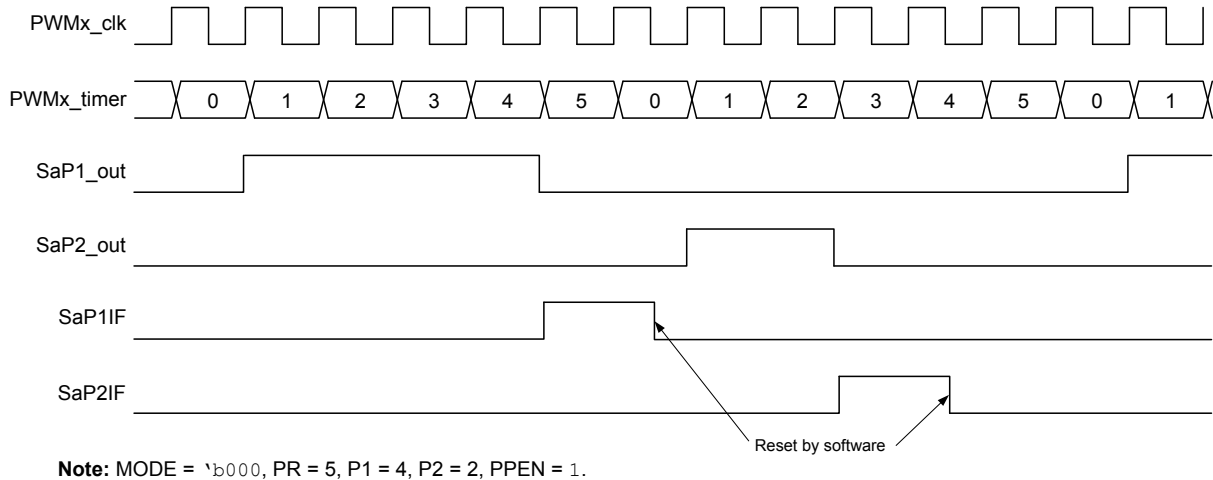 PWMx_clk
PWMx_timer 0 1 2 3 4 5 0 1 2 3 4 5 0 1
SaP1_out
SaP2_out
SaP1IF
SaP2IF
Reset by software
Note: MODE = 'b000, PR = 5, P1 = 4, P2 = 2, PPEN = 1.